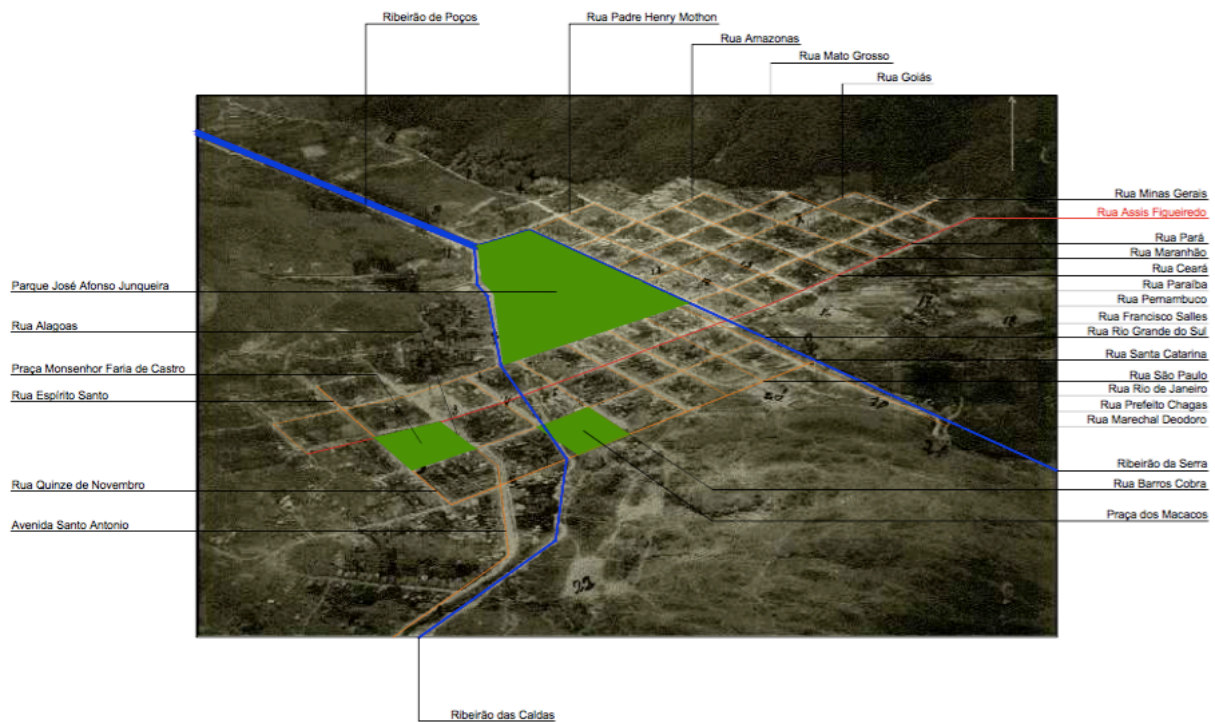 Ribeirão de Poços
Rua Padre Henry Mothon
Rua Amazonas
Rua Mato Grosso
Rua Goiás
Rua Minas Gerais
Rua Assis Figueiredo
Rua Pará
Rua Maranhão
Rua Ceará
Rua Paraíba
Rua Pernambuco
Rua Francisco Salles
Rua Rio Grande do Sul
Rua Santa Catarina
Rua São Paulo
Rua Rio de Janeiro
Rua Prefeito Chagas
Rua Marechal Deodoro
Ribeirão da Serra
Rua Barros Cobra
Praça dos Macacos
Parque José Afonso Junqueira
Rua Alagoas
Praça Monsenhor Faria de Castro
Rua Espírito Santo
Rua Quinze de Novembro
Avenida Santo Antonio
22
Ribeirão das Caldas